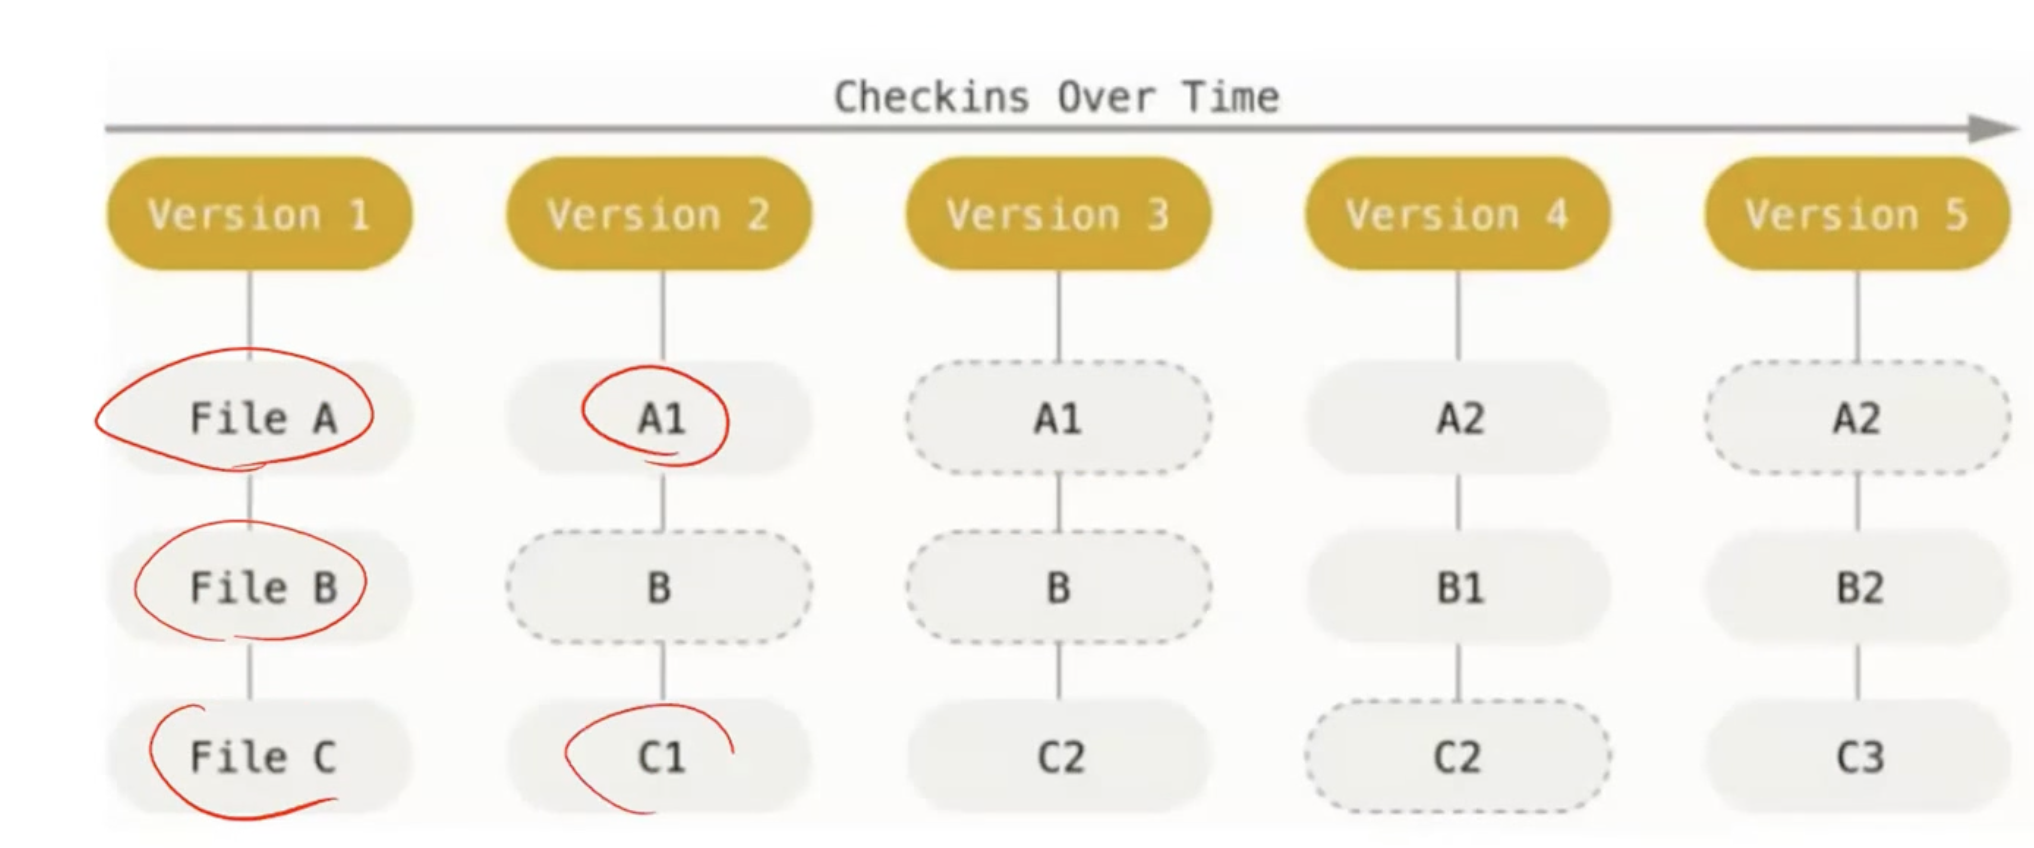 Checkins Over Time
Version 1 Version 2 Version 3 Version 4 Version 5
File A A1 A1 A2 A2
File B B B B1 B2
File C C1 C2 C2 C3